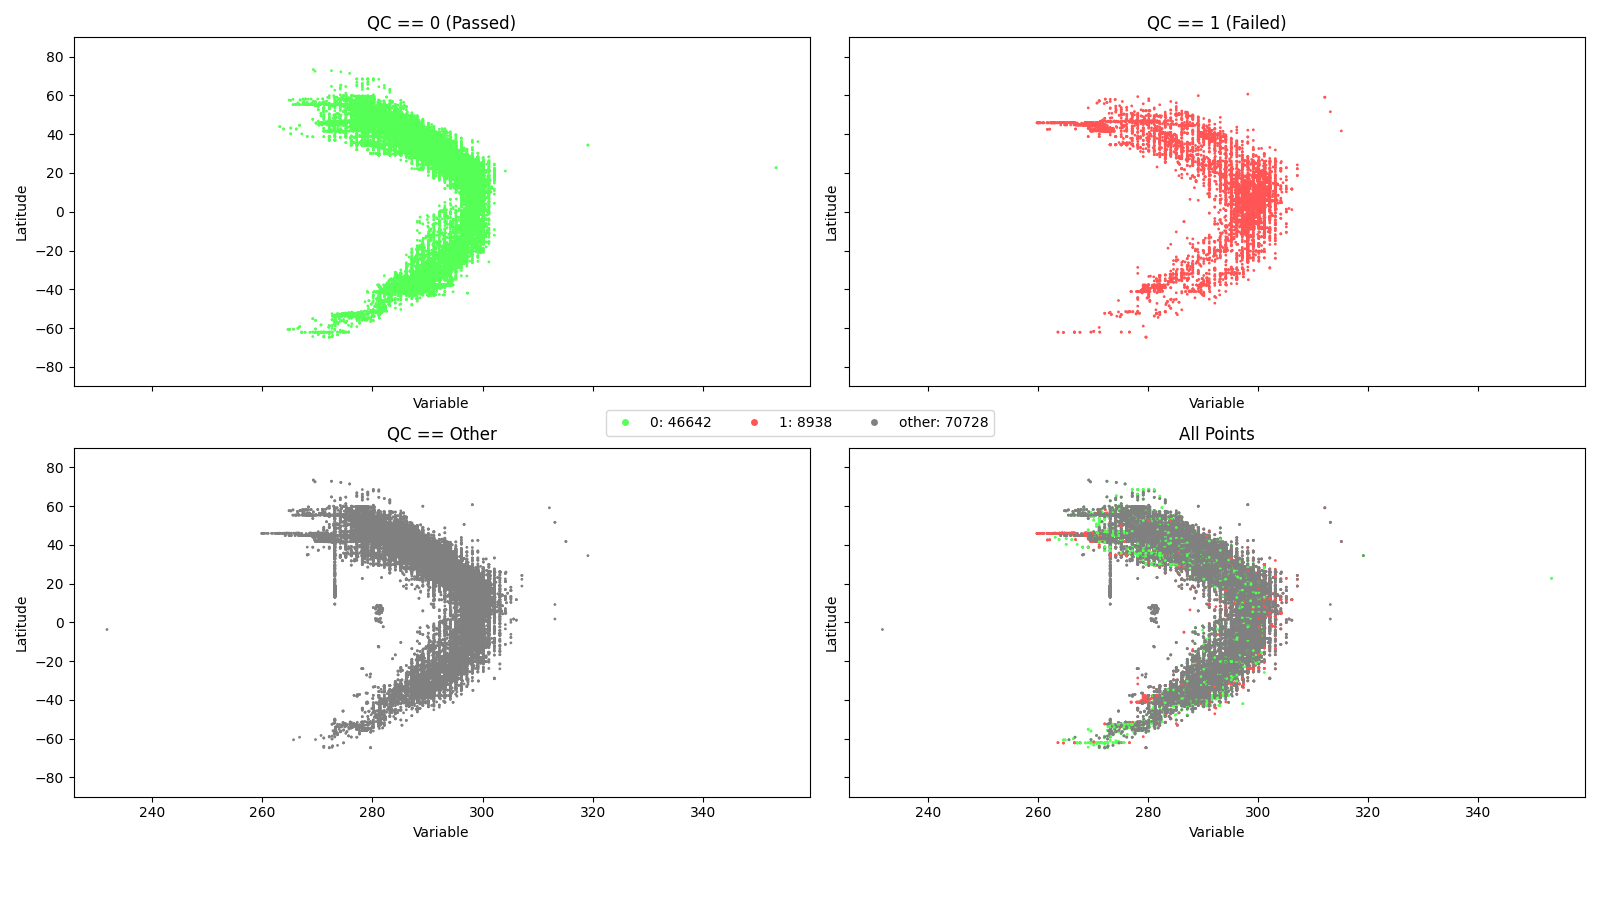 QC == 0 (Passed)
80
60
40
20
0
−20
−40
−60
−80
Latitude
Variable
QC == 1 (Failed)
Latitude
Variable
0: 46642 1: 8938 other: 70728
QC == Other
80
60
40
20
0
−20
−40
−60
−80
Latitude
240 260 280 300 320 340
Variable
All Points
Latitude
240 260 280 300 320 340
Variable